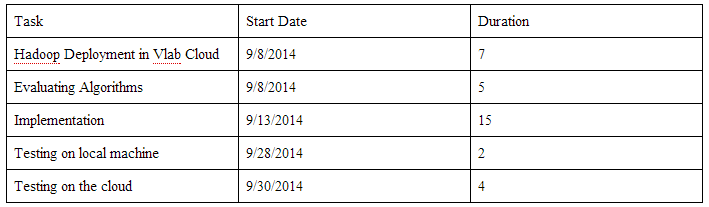 Task Start Date Duration
Hadoop Deployment in Vlab Cloud 9/8/2014 7
Evaluating Algorithms 9/8/2014 5
Implementation 9/13/2014 15
Testing on local machine 9/28/2014 2
Testing on the cloud 9/30/2014 4